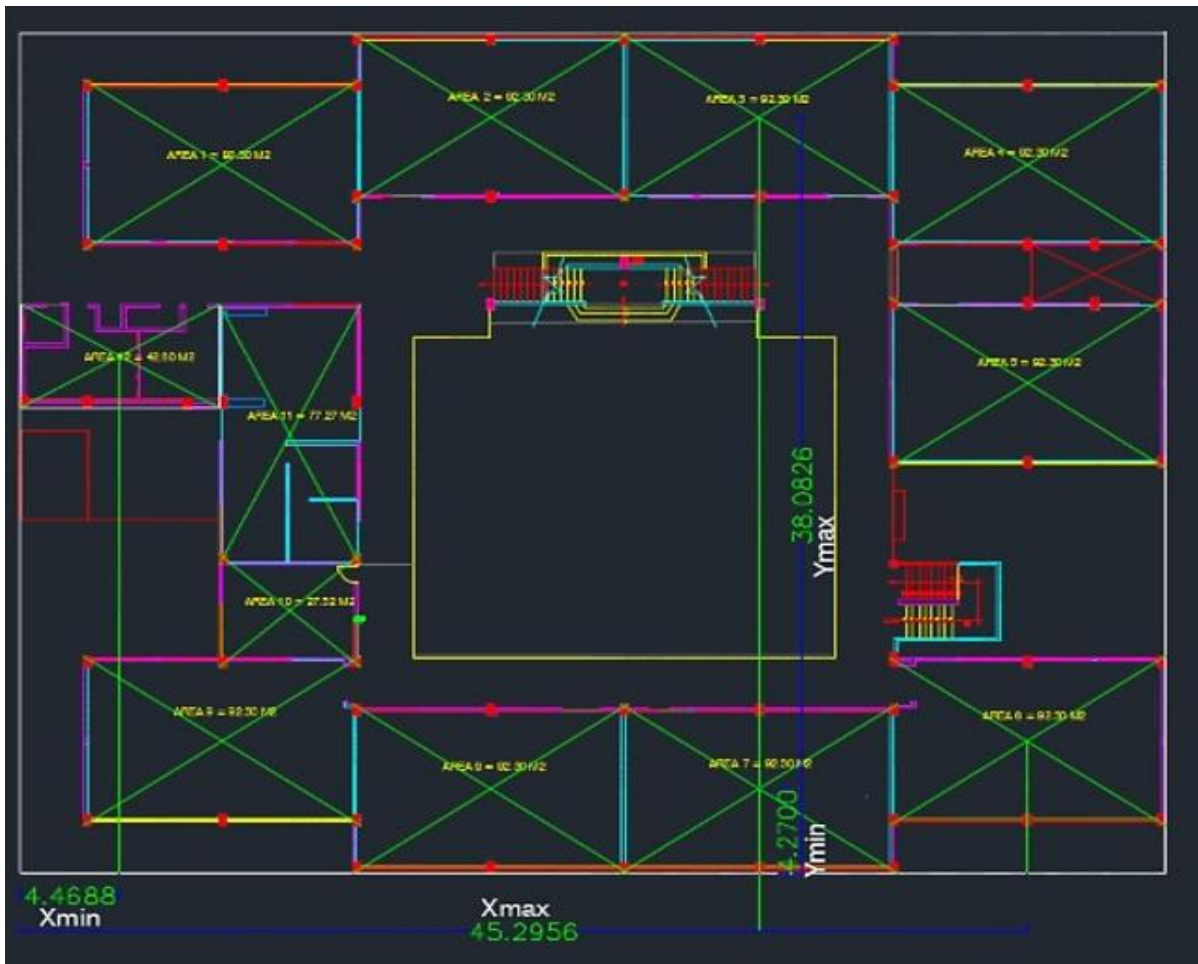 AREA 2 = 92.30 M2
AREA 3 = 92.30 M2
AREA 1 = 92.30 M2
AREA 4 = 92.30 M2
AREA 12 =
AREA 5 = 92.30 M2
AREA 11 = 77.27 M2
38.0826
Ymax
AREA 10 = 27.52 M2
AREA 9 = 92.30 M2
AREA 6 = 92.30 M2
AREA 8 = 92.30 M2
AREA 7 = 92.30 M2
4.2700
Ymin
4.4688
Xmin
Xmax
45.2956